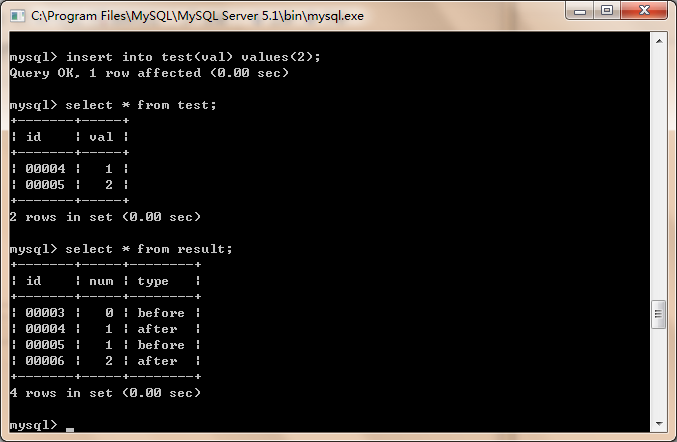 C:\Program Files\MySQL\MySQL Server 5.1\bin\mysql.exe
mysql> insert into test(val) values(2);
Query OK, 1 row affected (0.00 sec)
mysql> select * from test;
+-------+-----+
¦ id    ¦ val ¦
+-------+-----+
¦ 00004 ¦   1 ¦
¦ 00005 ¦   2 ¦
+-------+-----+
2 rows in set (0.00 sec)
mysql> select * from result;
+-------+-----+--------+
¦ id    ¦ num ¦ type   ¦
+-------+-----+--------+
¦ 00003 ¦   0 ¦ before ¦
¦ 00004 ¦   1 ¦ after  ¦
¦ 00005 ¦   1 ¦ before ¦
¦ 00006 ¦   2 ¦ after  ¦
+-------+-----+--------+
4 rows in set (0.00 sec)
mysql> _